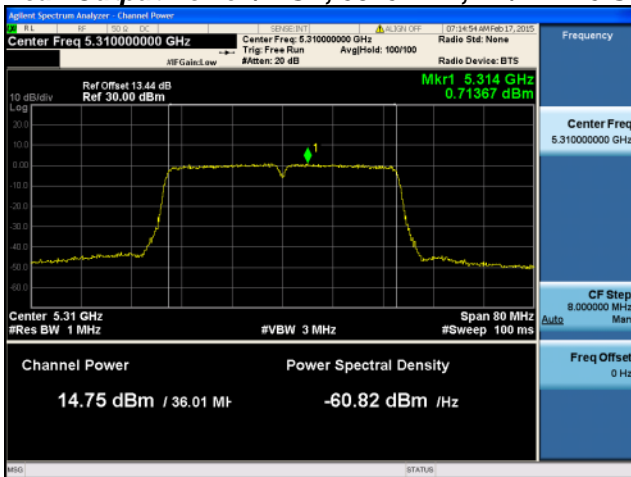 Agilent Spectrum Analyzer - Channel Power
RL RF 50 Ω DC SENSE:INT ALIGN OFF 07:14:54 AM Feb 17, 2015
Center Freq 5.310000000 GHz
Center Freq: 5.310000000 GHz
Radio Std: None
Trig: Free Run Avg|Hold: 100/100
#IFGain:Low
#Atten: 20 dB
Radio Device: BTS
Frequency
Mkr1 5.314 GHz
0.71367 dBm
Ref Offset 13.44 dB
10 dB/div Ref 30.00 dBm
Log
20.0
10.0
1
0.00
-10.0
-20.0
-30.0
-40.0
-50.0
-60.0
Center Freq
5.310000000 GHz
Center 5.31 GHz
Span 80 MHz
#Res BW 1 MHz
#VBW 3 MHz
#Sweep 100 ms
CF Step
8.000000 MHz
Auto Man
Channel Power
Power Spectral Density
14.75 dBm / 36.01 MH
-60.82 dBm /Hz
Freq Offset
0 Hz
MSG
STATUS